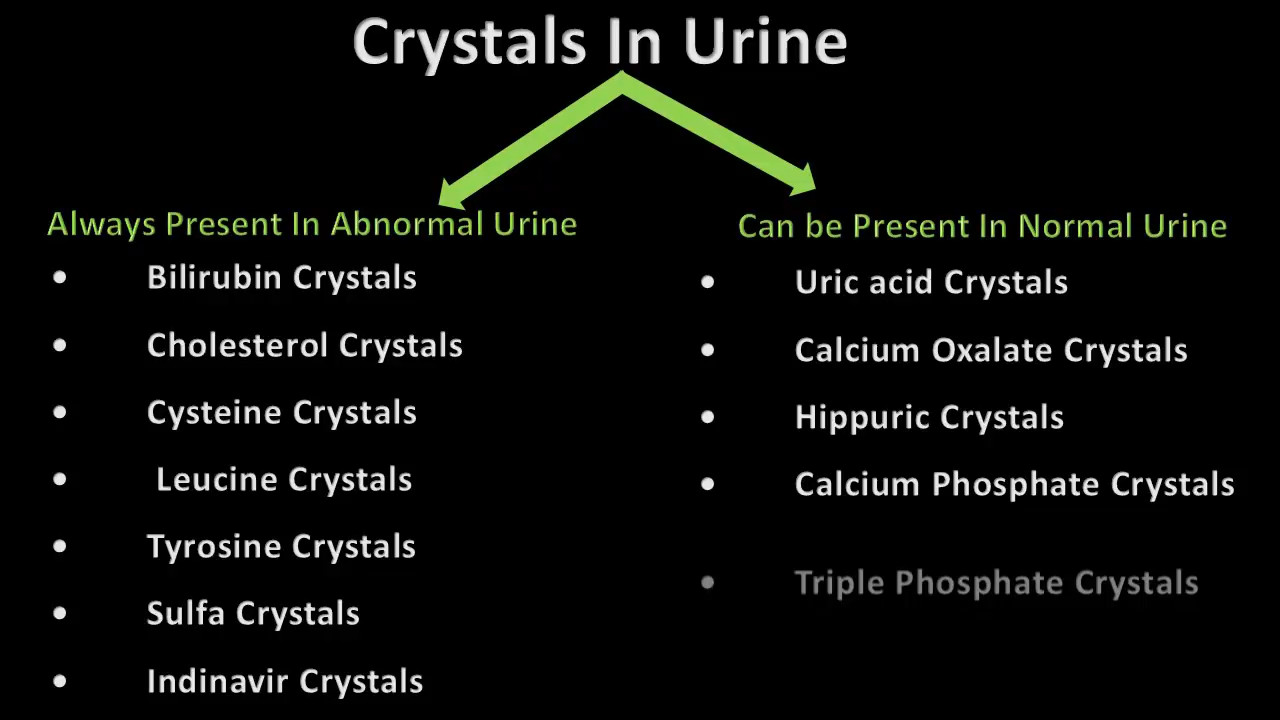 Crystals In Urine
Always Present In Abnormal Urine
• Bilirubin Crystals
• Cholesterol Crystals
• Cysteine Crystals
• Leucine Crystals
• Tyrosine Crystals
• Sulfa Crystals
• Indinavir Crystals
Can be Present In Normal Urine
• Uric acid Crystals
• Calcium Oxalate Crystals
• Hippuric Crystals
• Calcium Phosphate Crystals
• Triple Phosphate Crystals